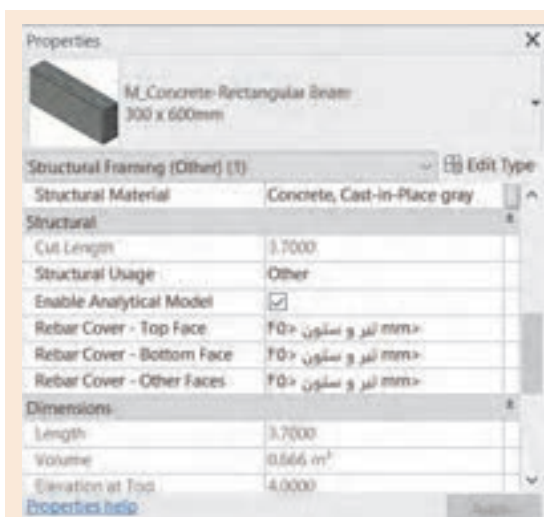 Properties
M_Concrete-Rectangular Beam
300 x 600mm
Structural Framing (Other) (1)
Edit Type
Structural Material Concrete, Cast-in-Place gray
Structural
Cut Length 3.7000
Structural Usage Other
Enable Analytical Model
Rebar Cover - Top Face تیر و ستون <۴۵ mm>
Rebar Cover - Bottom Face تیر و ستون <۴۵ mm>
Rebar Cover - Other Faces تیر و ستون <۴۵ mm>
Dimensions
Length 3.7000
Volume 0.666 m³
Elevation at Top 4.0000
Properties help
Apply